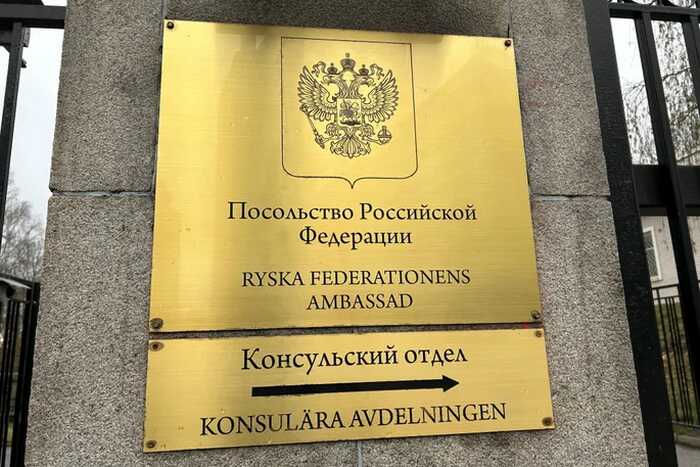 Посольство Российской
Федерации
RYSKA FEDERATIONENS
AMBASSAD
Консульский отдел
KONSULÄRA AVDELNINGEN